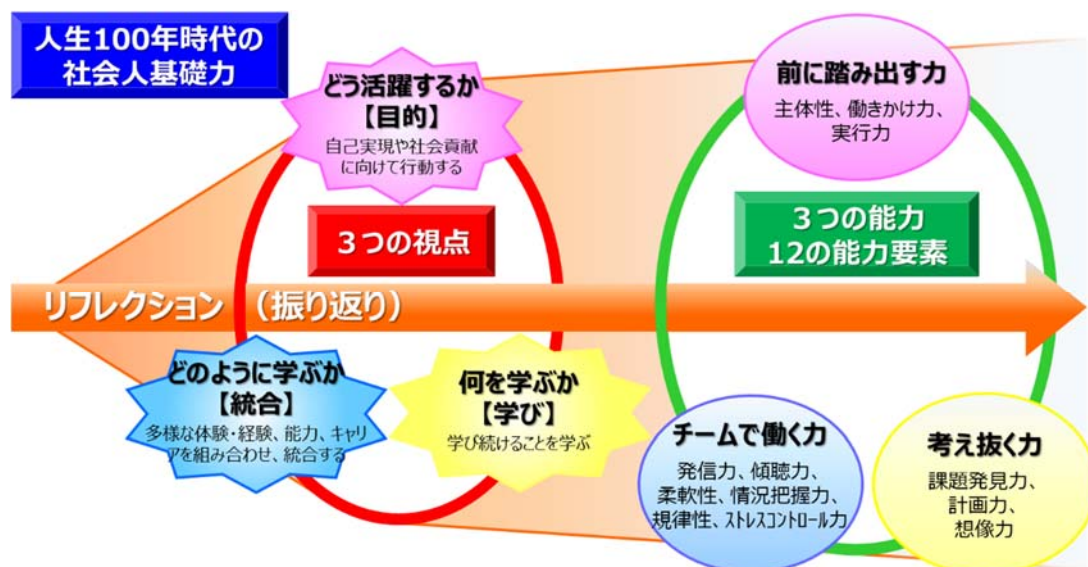 人生100年時代の
社会人基礎力
どう活躍するか
【目的】
自己実現や社会貢献
に向けて行動する
前に踏み出す力
主体性、働きかけ力、
実行力
3つの視点
3つの能力
12の能力要素
リフレクション （振り返り）
どのように学ぶか
【統合】
多様な体験・経験、能力、キャリ
アを組み合わせ、統合する
何を学ぶか
【学び】
学び続けることを学ぶ
チームで働く力
発信力、傾聴力、
柔軟性、情況把握力、
規律性、ストレスコントロール力
考え抜く力
課題発見力、
計画力、
想像力